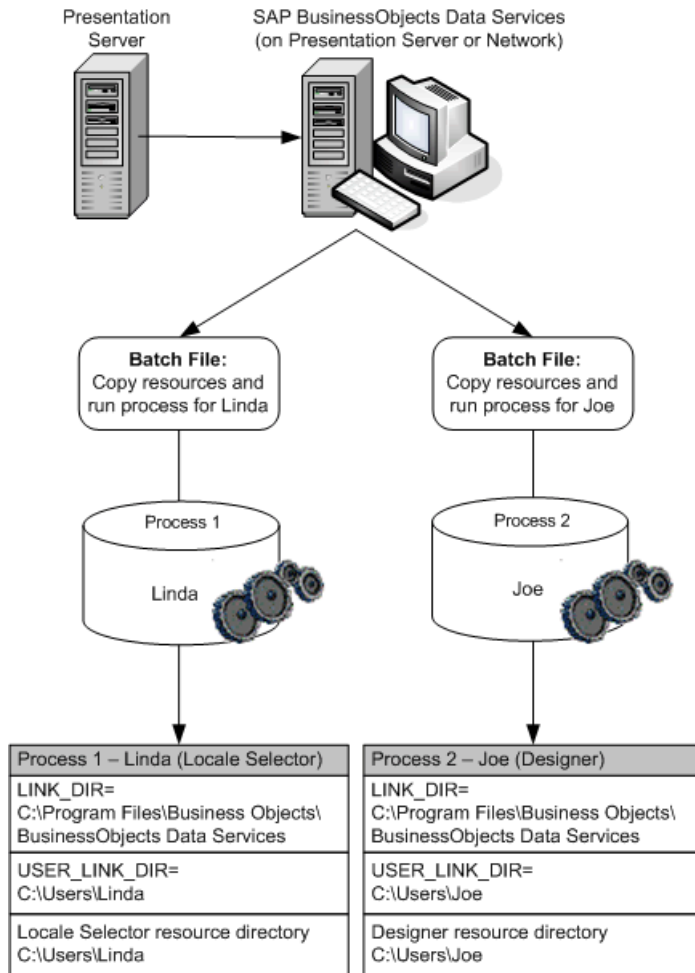 Presentation
Server
SAP BusinessObjects Data Services
(on Presentation Server or Network)
Batch File:
Copy resources and
run process for Linda
Batch File:
Copy resources and
run process for Joe
Process 1
Linda
Process 2
Joe
Process 1 – Linda (Locale Selector)
LINK_DIR=
C:\Program Files\Business Objects\
BusinessObjects Data Services
USER_LINK_DIR=
C:\Users\Linda
Locale Selector resource directory
C:\Users\Linda
Process 2 – Joe (Designer)
LINK_DIR=
C:\Program Files\Business Objects\
BusinessObjects Data Services
USER_LINK_DIR=
C:\Users\Joe
Designer resource directory
C:\Users\Joe